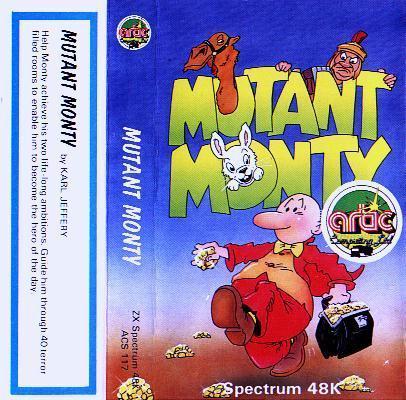 MUTANT MONTY
by KARL JEFFERY
Help Monty achieve his two life-long ambitions. Guide him through 40 terror
filled rooms to enable him to become the hero of the day
artic
MUTANT MONTY
ZX Spectrum 48K
ACS 117
MUTANT
MONTY
artic
Computing Ltd
Spectrum 48K